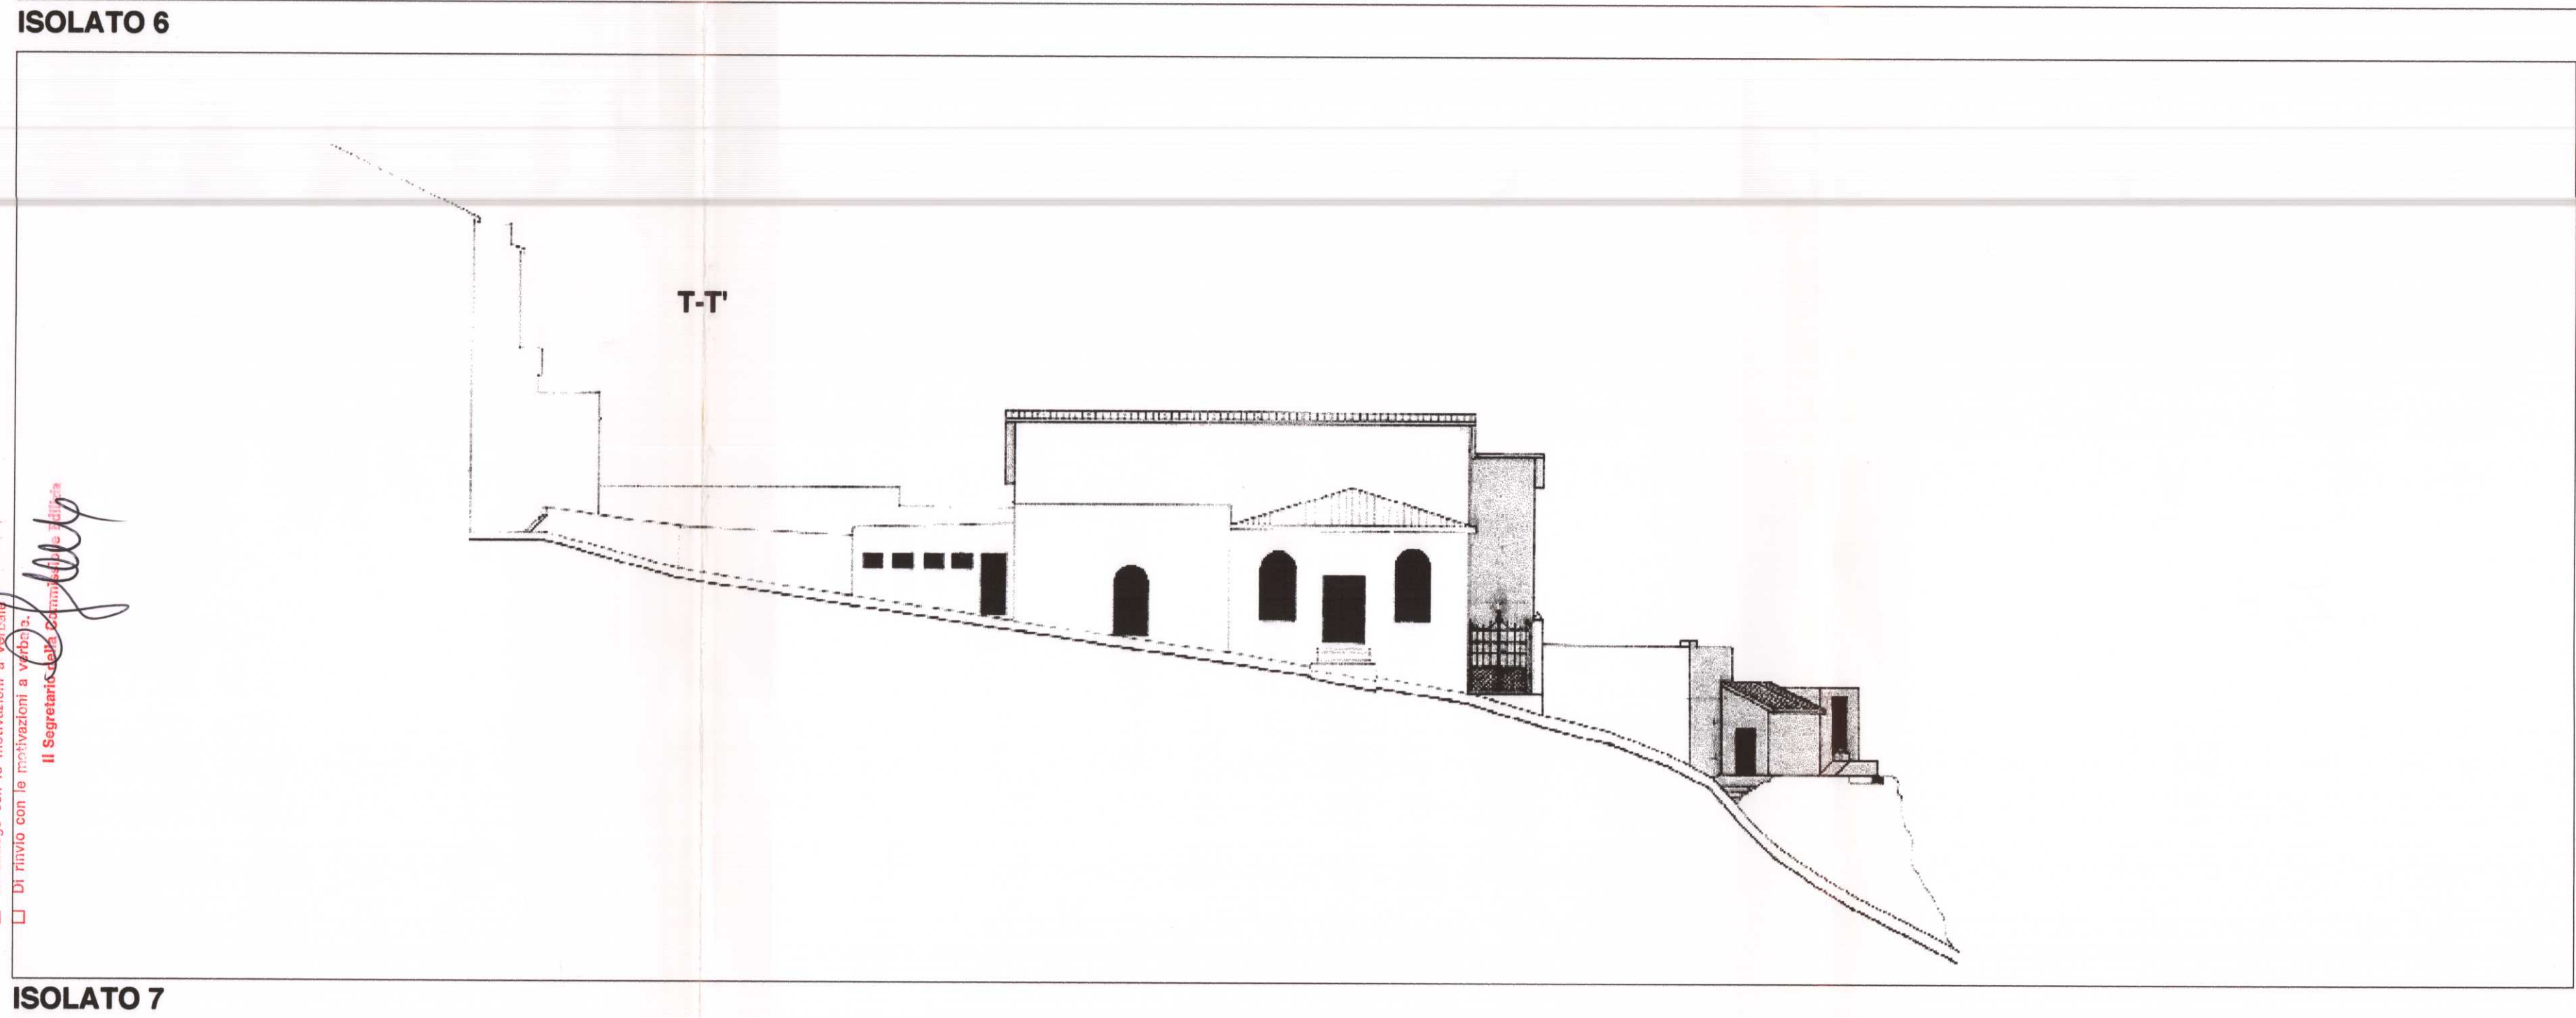 ISOLATO 6
T-T'
Di rinvio con le motivazioni a verbale.
Il Segretario della Commissione Edilizia
ISOLATO 7